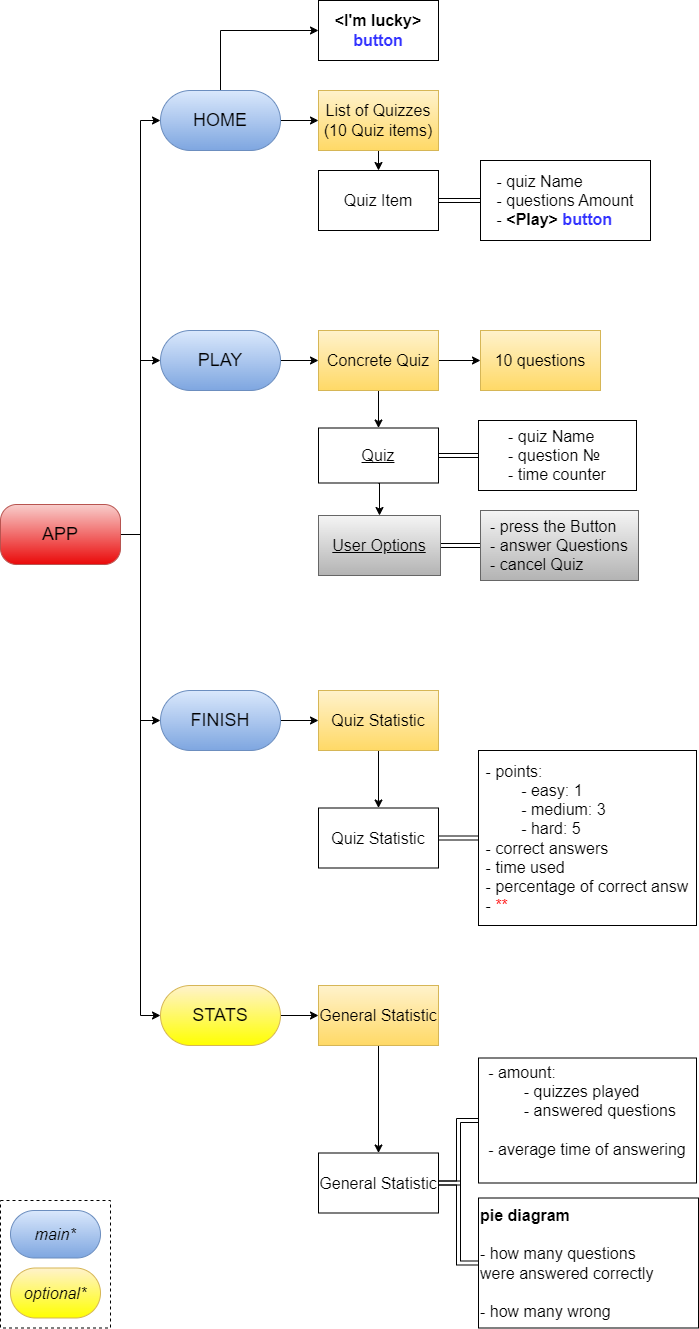 <I'm lucky>
button
HOME
List of Quizzes
(10 Quiz items)
Quiz Item
- quiz Name
- questions Amount
- <Play> button
PLAY
Concrete Quiz
10 questions
Quiz
- quiz Name
- question №
- time counter
APP
User Options
- press the Button
- answer Questions
- cancel Quiz
FINISH
Quiz Statistic
Quiz Statistic
- points:
- easy: 1
- medium: 3
- hard: 5
- correct answers
- time used
- percentage of correct answ
- **
STATS
General Statistic
General Statistic
- amount:
- quizzes played
- answered questions
- average time of answering
pie diagram
- how many questions
were answered correctly
- how many wrong
main*
optional*